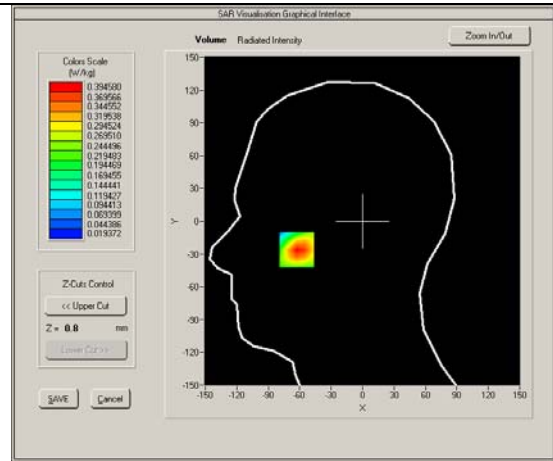 SAR Visualisation Graphical Interface
Volume Radiated Intensity
Zoom In/Out
Colors Scale
(W/kg)
0.394580
0.369566
0.344552
0.319538
0.294524
0.269510
0.244496
0.219483
0.194469
0.169455
0.144441
0.119427
0.094413
0.069399
0.044386
0.019372
Z-Cuts Control
<< Upper Cut
Z = 0.0 mm
Lower Cut >>
SAVE Cancel
150
120
90
60
30
Y
0
-30
-60
-90
-120
-150
-150 -120 -90 -60 -30 0 30 60 90 120 150
X